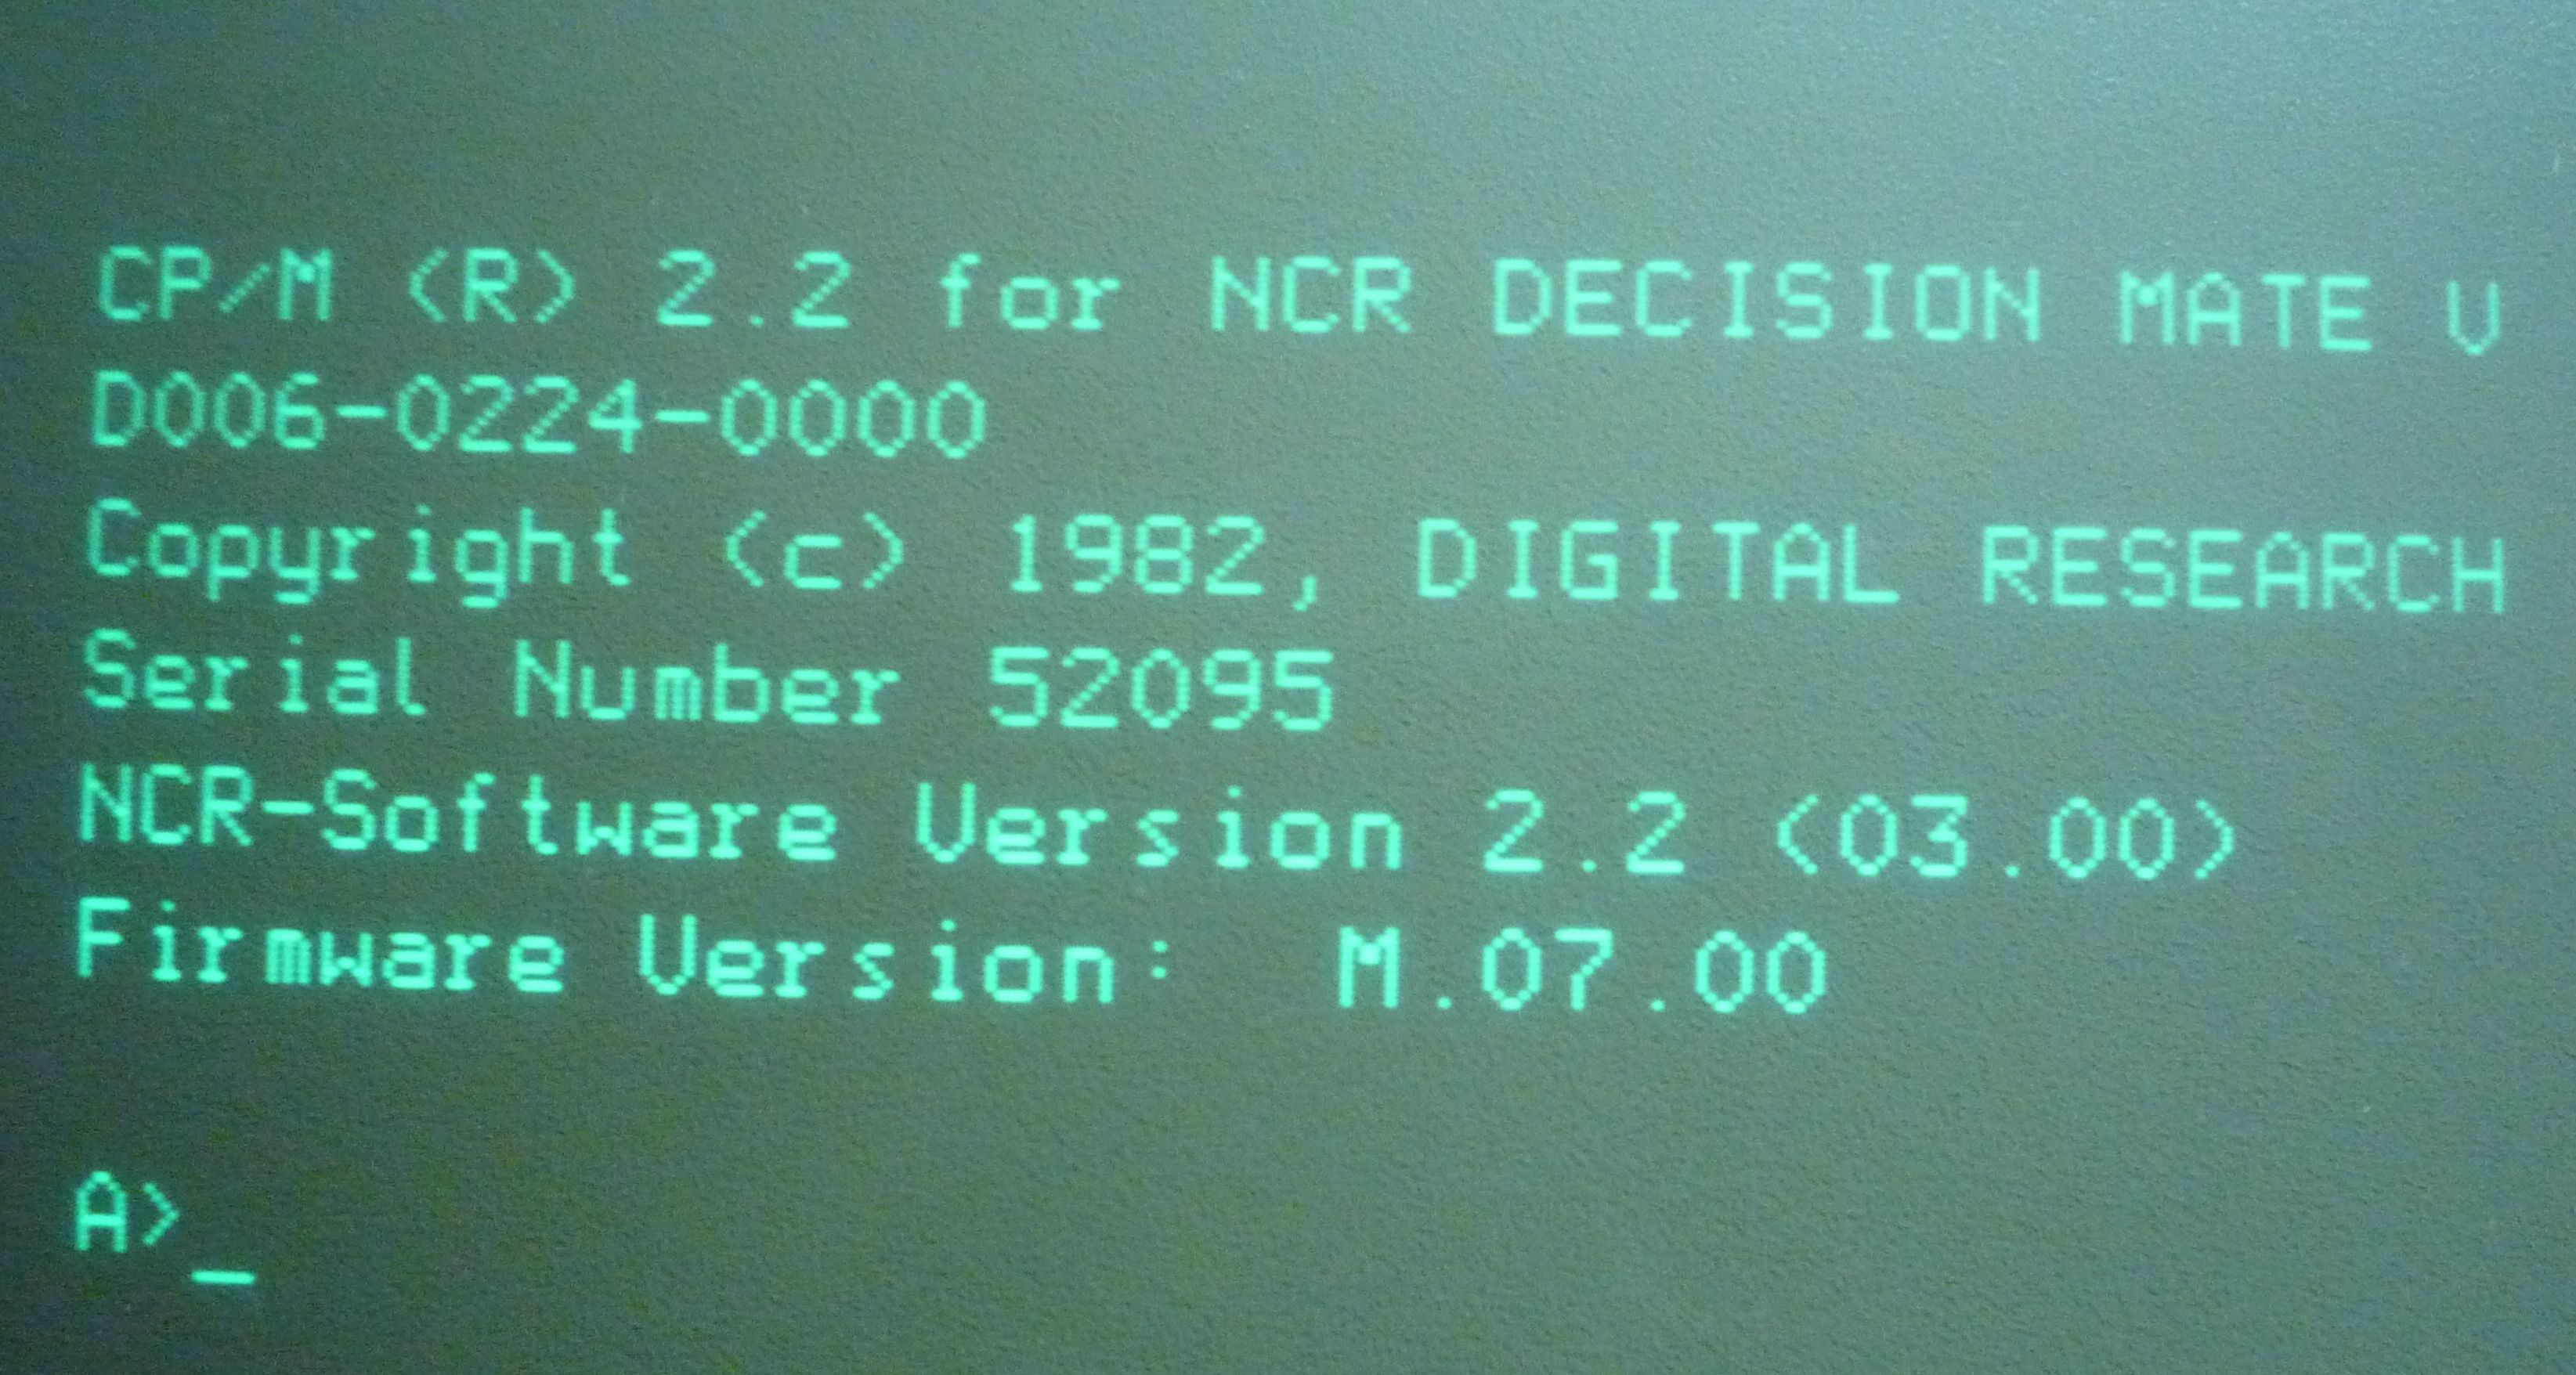 CP/M (R) 2.2 for NCR DECISION MATE V
D006-0224-0000
Copyright (c) 1982, DIGITAL RESEARCH
Serial Number 52095
NCR-Software Version 2.2 (03.00)
Firmware Version:  M.07.00
A>_